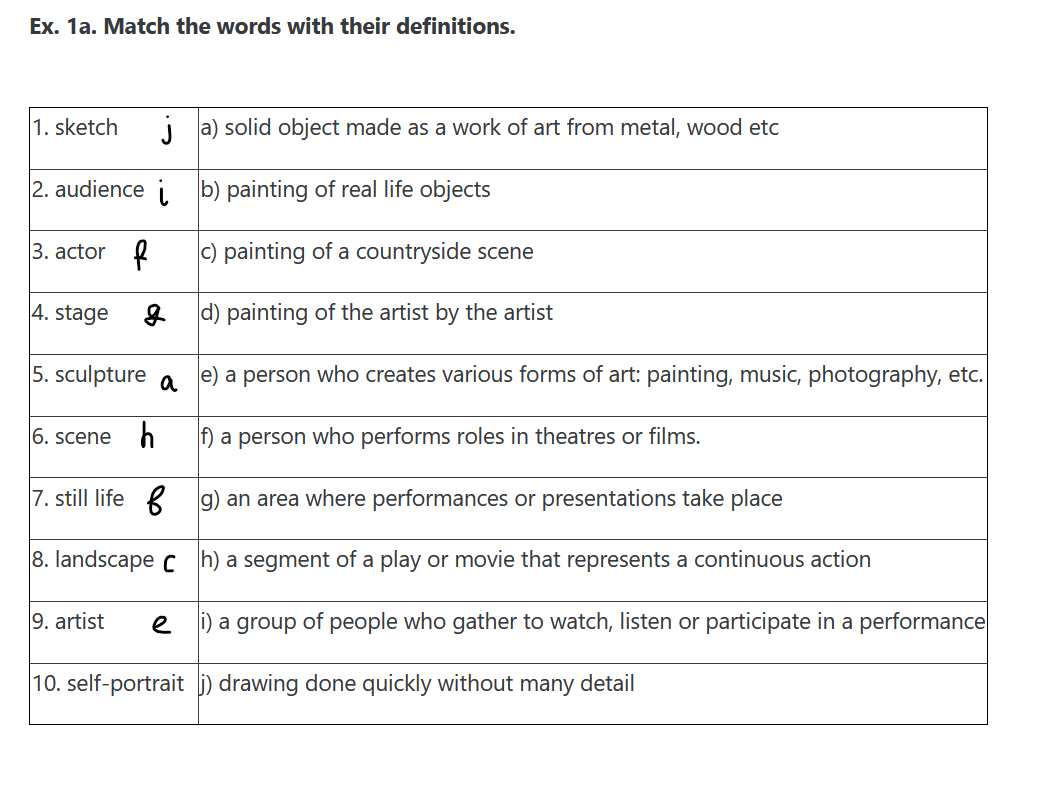 Ex. 1a. Match the words with their definitions.
1. sketch j a) solid object made as a work of art from metal, wood etc
2. audience i b) painting of real life objects
3. actor f c) painting of a countryside scene
4. stage g d) painting of the artist by the artist
5. sculpture a e) a person who creates various forms of art: painting, music, photography, etc.
6. scene h f) a person who performs roles in theatres or films.
7. still life b g) an area where performances or presentations take place
8. landscape c h) a segment of a play or movie that represents a continuous action
9. artist e i) a group of people who gather to watch, listen or participate in a performance
10. self-portrait j) drawing done quickly without many detail